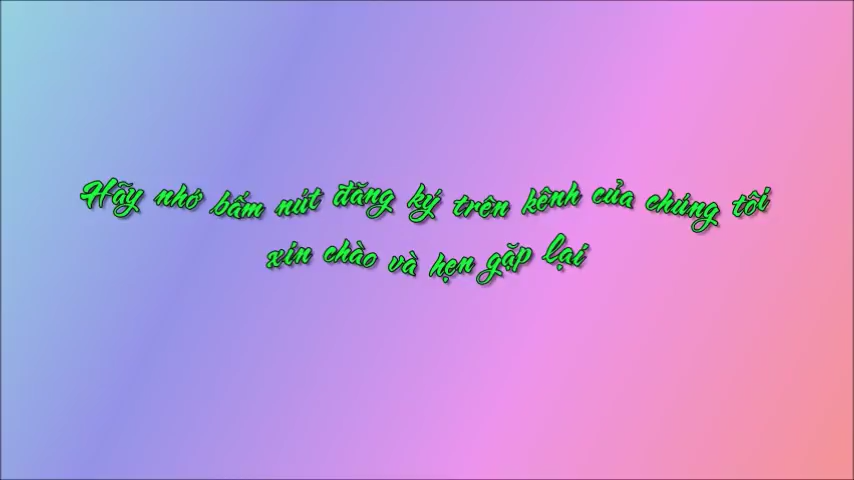 Hãy nhớ bấm nút đăng ký trên kênh của chúng tôi
xin chào và hẹn gặp lại